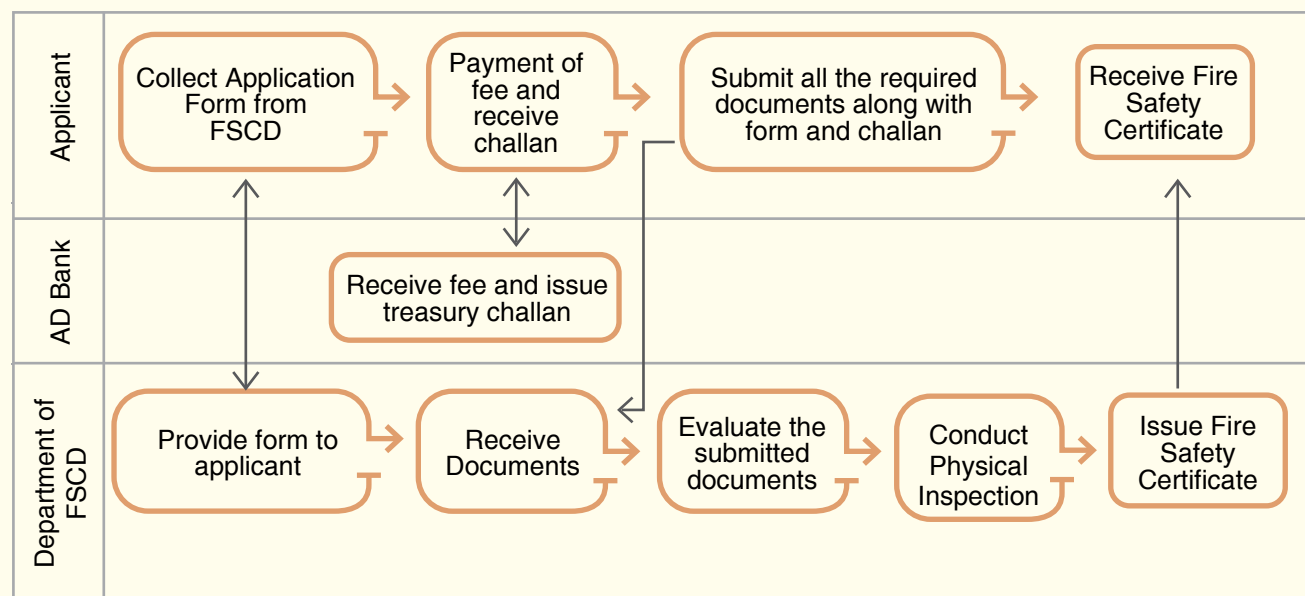 Applicant
Collect Application
Form from
FSCD
Payment of
fee and
receive
challan
Submit all the required
documents along with
form and challan
Receive Fire
Safety
Certificate
AD Bank
Receive fee and issue
treasury challan
Department of
FSCD
Provide form to
applicant
Receive
Documents
Evaluate the
submitted
documents
Conduct
Physical
Inspection
Issue Fire
Safety
Certificate